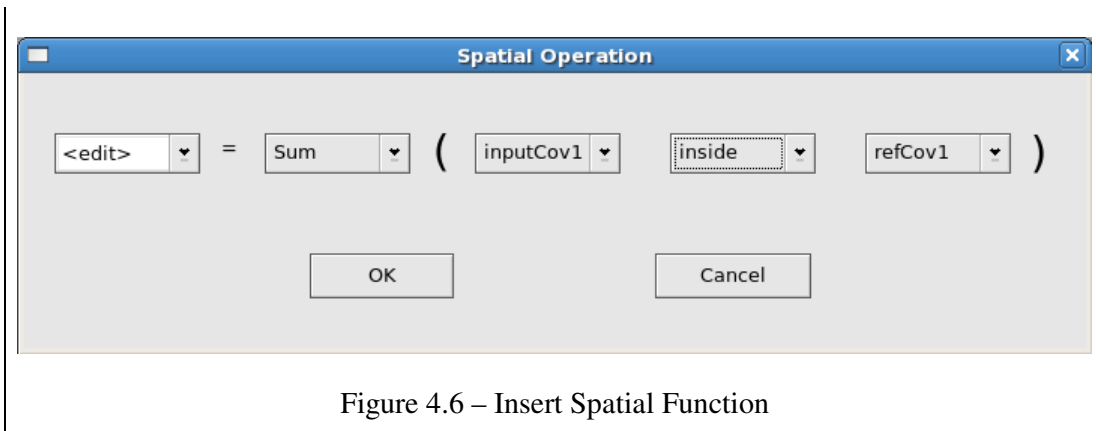 Spatial Operation
<edit> = Sum ( inputCov1 inside refCov1 )
OK Cancel
Figure 4.6 – Insert Spatial Function